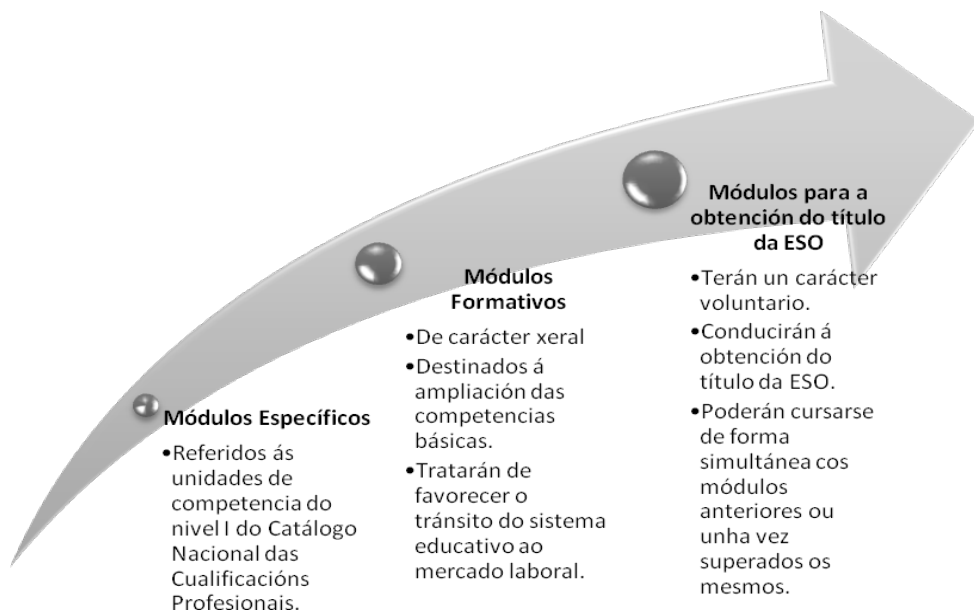 Módulos Específicos
•Referidos ás
unidades de
competencia do
nivel I do Catálogo
Nacional das
Cualificacións
Profesionais.
Módulos
Formativos
•De carácter xeral
•Destinados á
ampliación das
competencias
básicas.
•Tratarán de
favorecer o
tránsito do sistema
educativo ao
mercado laboral.
Módulos para a
obtención do título
da ESO
•Terán un carácter
voluntario.
•Conducirán á
obtención do
título da ESO.
•Poderán cursarse
de forma
simultánea cos
módulos
anteriores ou
unha vez
superados os
mesmos.